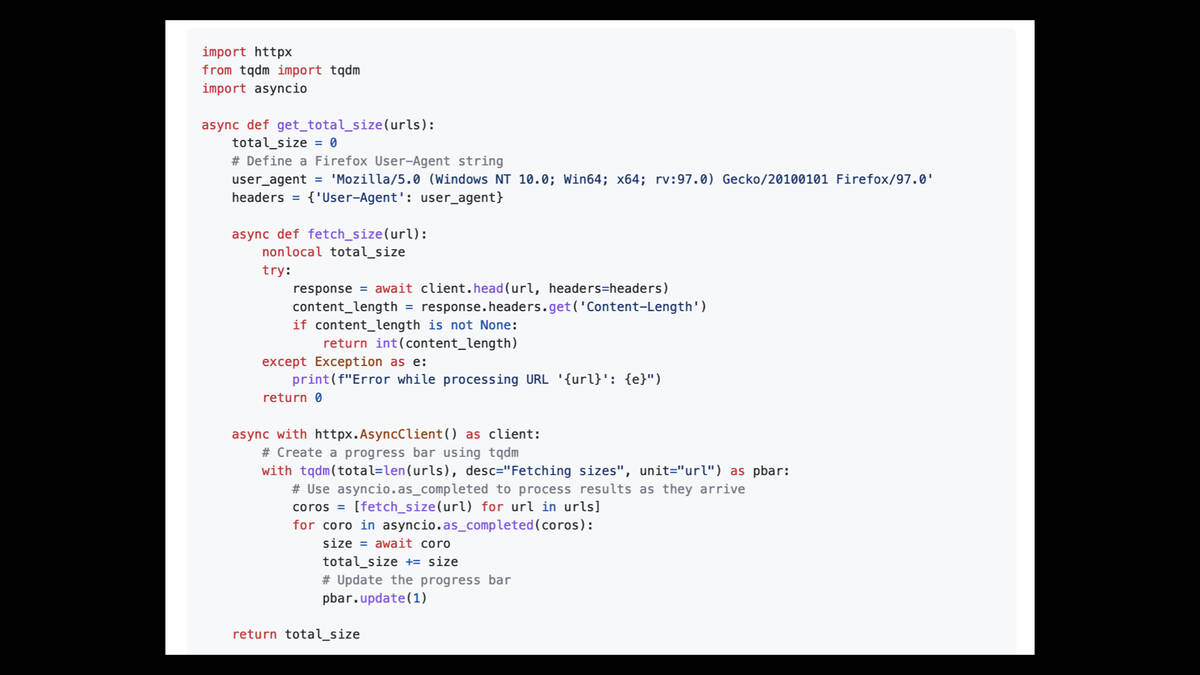 import httpx
from tqdm import tqdm
import asyncio

async def get_total_size(urls):
    total_size = 0
    # Define a Firefox User-Agent string
    user_agent = 'Mozilla/5.0 (Windows NT 10.0; Win64; x64; rv:97.0) Gecko/20100101 Firefox/97.0'
    headers = {'User-Agent': user_agent}

    async def fetch_size(url):
        nonlocal total_size
        try:
            response = await client.head(url, headers=headers)
            content_length = response.headers.get('Content-Length')
            if content_length is not None:
                return int(content_length)
        except Exception as e:
            print(f"Error while processing URL '{url}': {e}")
        return 0

    async with httpx.AsyncClient() as client:
        # Create a progress bar using tqdm
        with tqdm(total=len(urls), desc="Fetching sizes", unit="url") as pbar:
            # Use asyncio.as_completed to process results as they arrive
            coros = [fetch_size(url) for url in urls]
            for coro in asyncio.as_completed(coros):
                size = await coro
                total_size += size
                # Update the progress bar
                pbar.update(1)

    return total_size